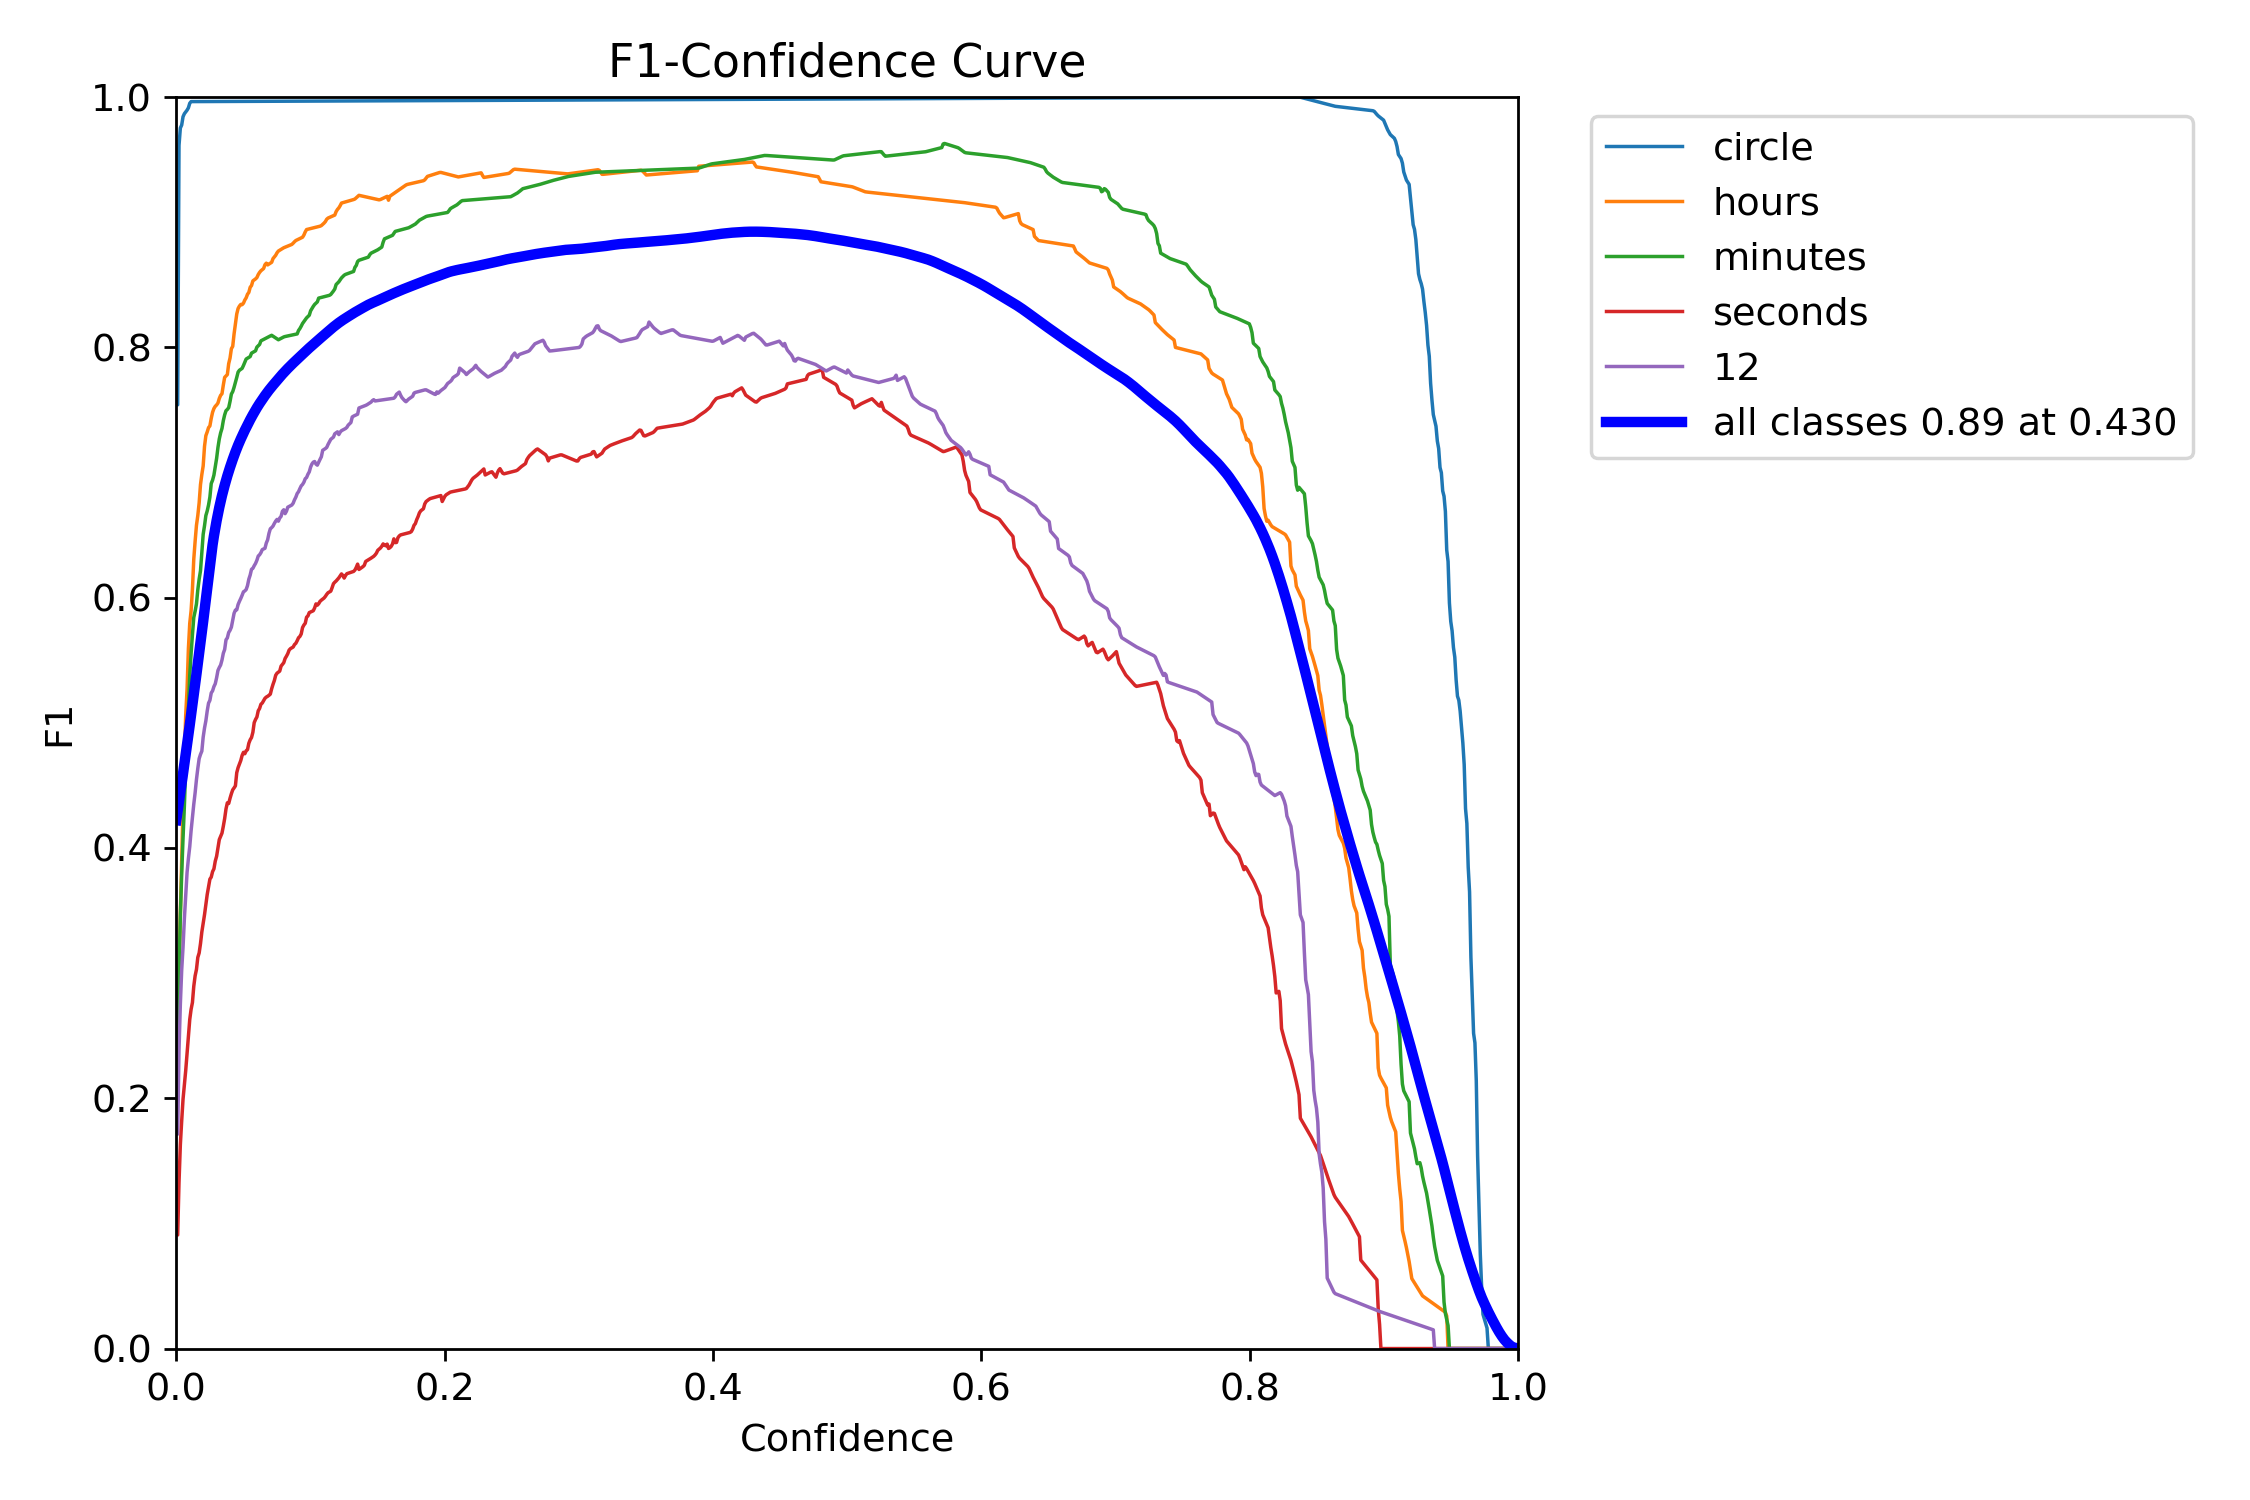 F1-Confidence Curve
1.0
0.8
0.6
0.4
0.2
0.0
F1
0.0 0.2 0.4 0.6 0.8 1.0
Confidence
circle
hours
minutes
seconds
12
all classes 0.89 at 0.430